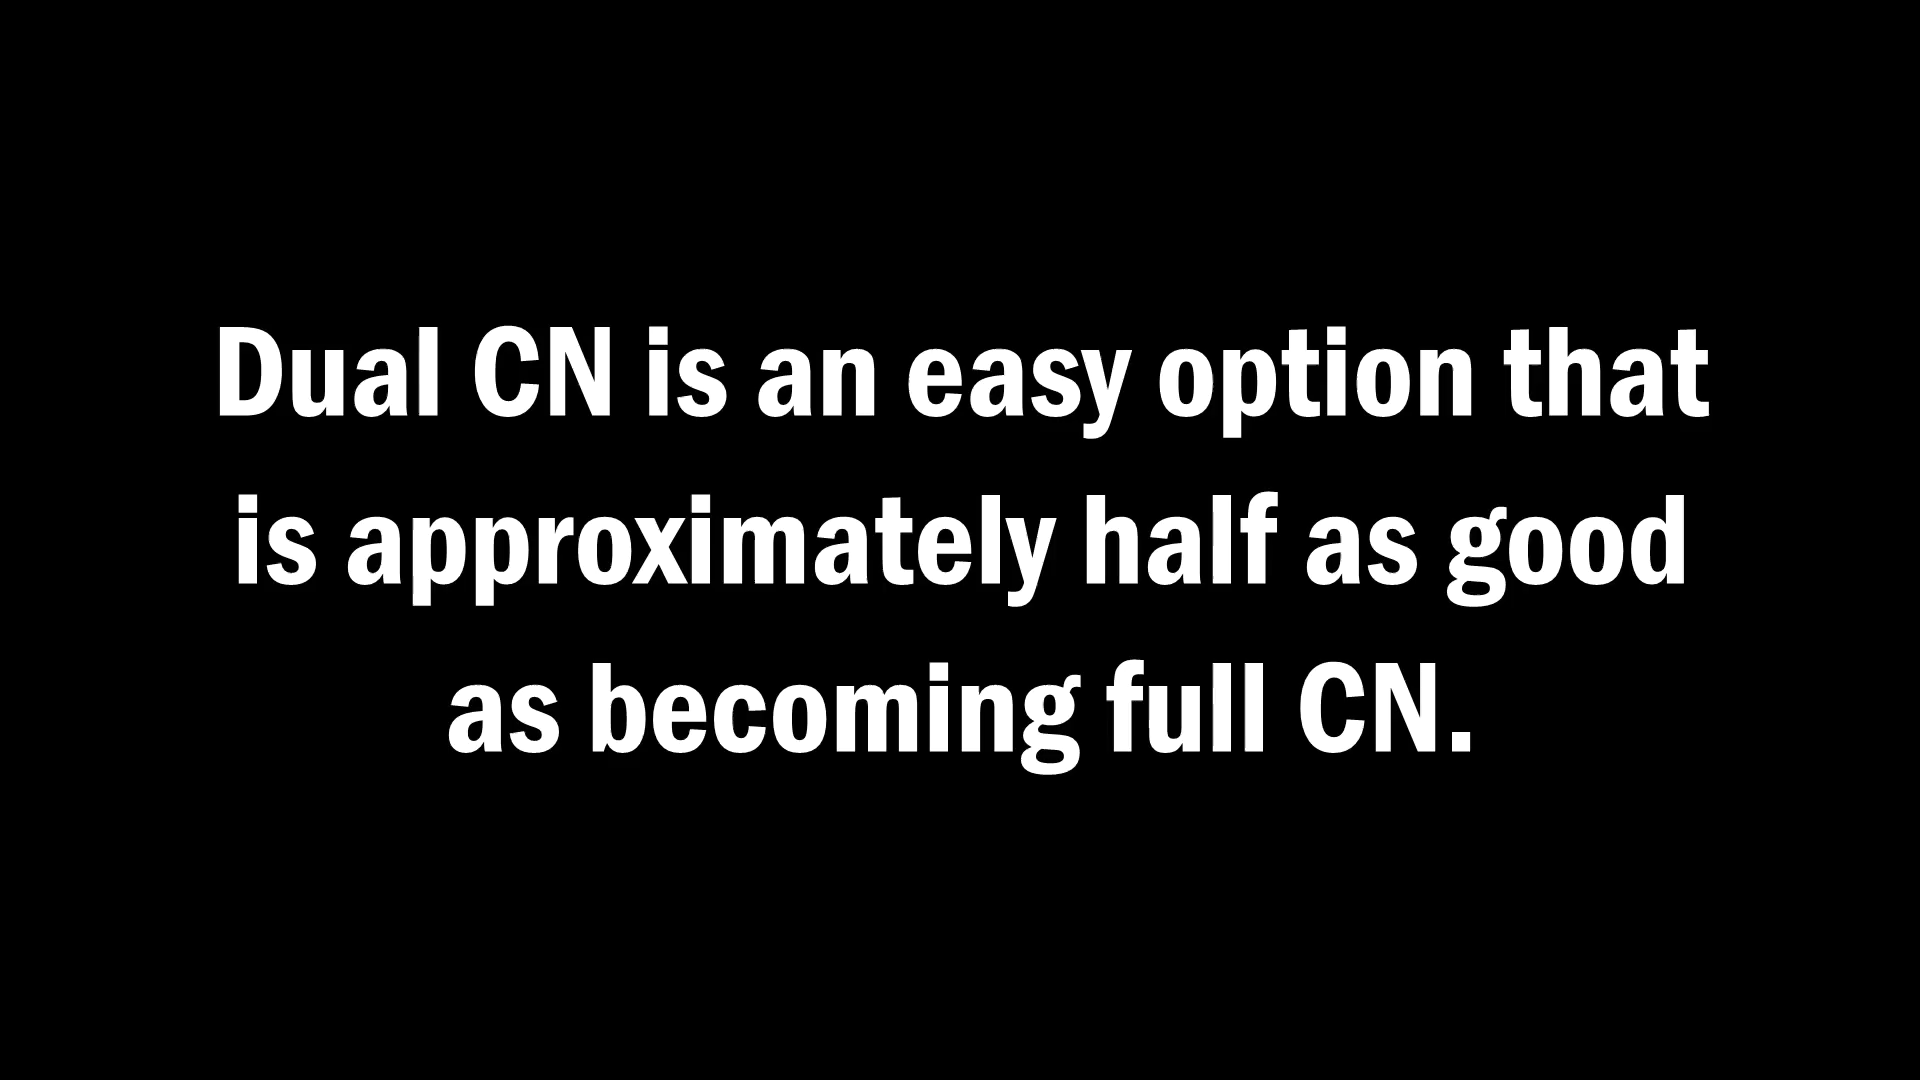 Dual CN is an easy option that
is approximately half as good
as becoming full CN.